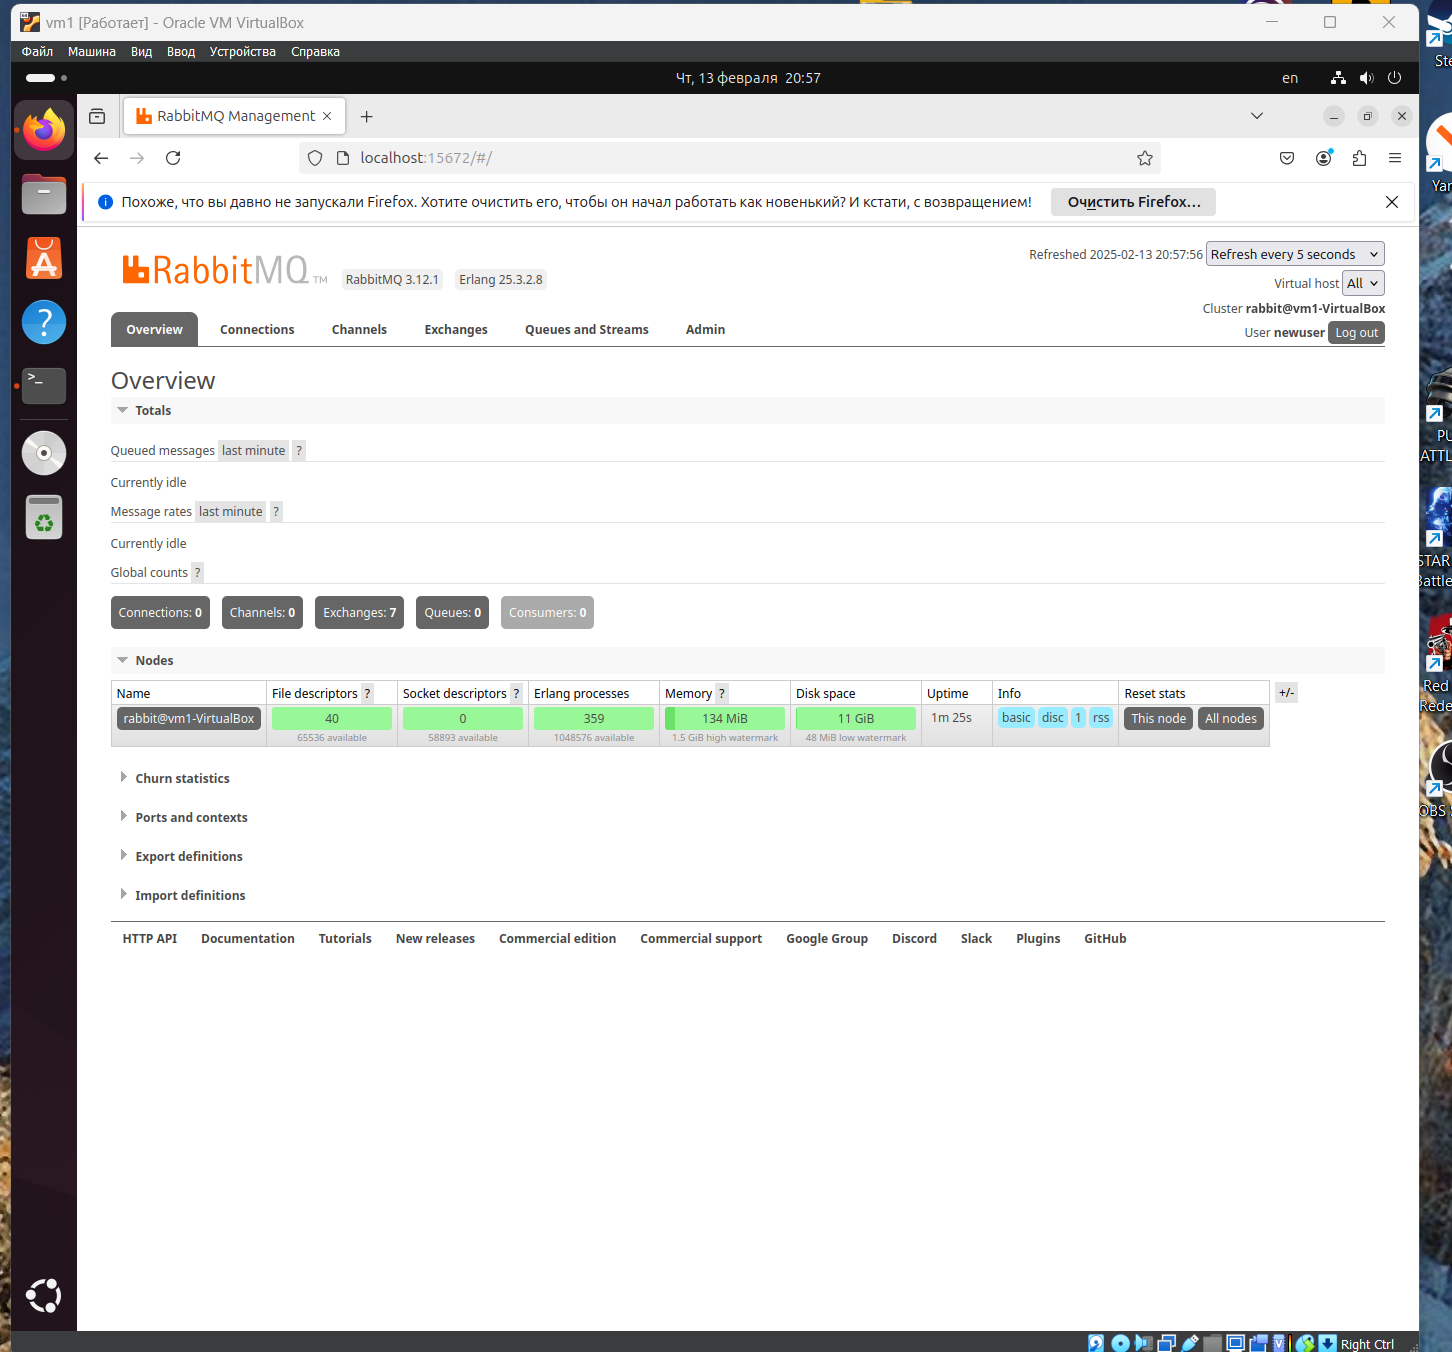 vm1 [Работает] - Oracle VM VirtualBox
Файл Машина Вид Ввод Устройства Справка
Чт, 13 февраля 20:57
en
RabbitMQ Management
localhost:15672/#/
Похоже, что вы давно не запускали Firefox. Хотите очистить его, чтобы он начал работать как новенький? И кстати, с возвращением!
Очистить Firefox...
RabbitMQ TM
RabbitMQ 3.12.1
Erlang 25.3.2.8
Refreshed 2025-02-13 20:57:56
Refresh every 5 seconds
Virtual host All
Cluster rabbit@vm1-VirtualBox
User newuser Log out
Overview Connections Channels Exchanges Queues and Streams Admin
Overview
Totals
Queued messages last minute ?
Currently idle
Message rates last minute ?
Currently idle
Global counts ?
Connections: 0 Channels: 0 Exchanges: 7 Queues: 0 Consumers: 0
Nodes
Name File descriptors ? Socket descriptors ? Erlang processes Memory ? Disk space Uptime Info Reset stats +/-
rabbit@vm1-VirtualBox 40 0 359 134 MiB 11 GiB 1m 25s basic disc 1 rss This node All nodes
65536 available 58893 available 1048576 available 1.5 GiB high watermark 48 MiB low watermark
Churn statistics
Ports and contexts
Export definitions
Import definitions
HTTP API Documentation Tutorials New releases Commercial edition Commercial support Google Group Discord Slack Plugins GitHub
Right Ctrl
Ste
Yar
PU
ATTL
STAR
Battle
Red
Rede
OBS